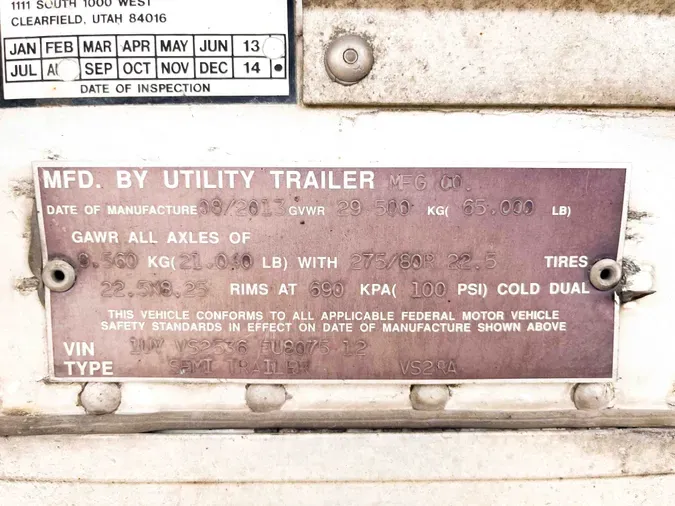 1111 SOUTH 1000 WEST
CLEARFIELD, UTAH 84016
JAN FEB MAR APR MAY JUN 13
JUL SEP OCT NOV DEC 14
DATE OF INSPECTION
MFD. BY UTILITY TRAILER MFG CO.
DATE OF MANUFACTURE 08/2013 GVWR 29 500 KG( 65.000 LB)
GAWR ALL AXLES OF
9.560 KG( 21.060 LB) WITH 275/80R 22.5 TIRES
22.5X8.25 RIMS AT 690 KPA( 100 PSI) COLD DUAL
THIS VEHICLE CONFORMS TO ALL APPLICABLE FEDERAL MOTOR VEHICLE
SAFETY STANDARDS IN EFFECT ON DATE OF MANUFACTURE SHOWN ABOVE
VIN
TYPE SEMI TRAILER